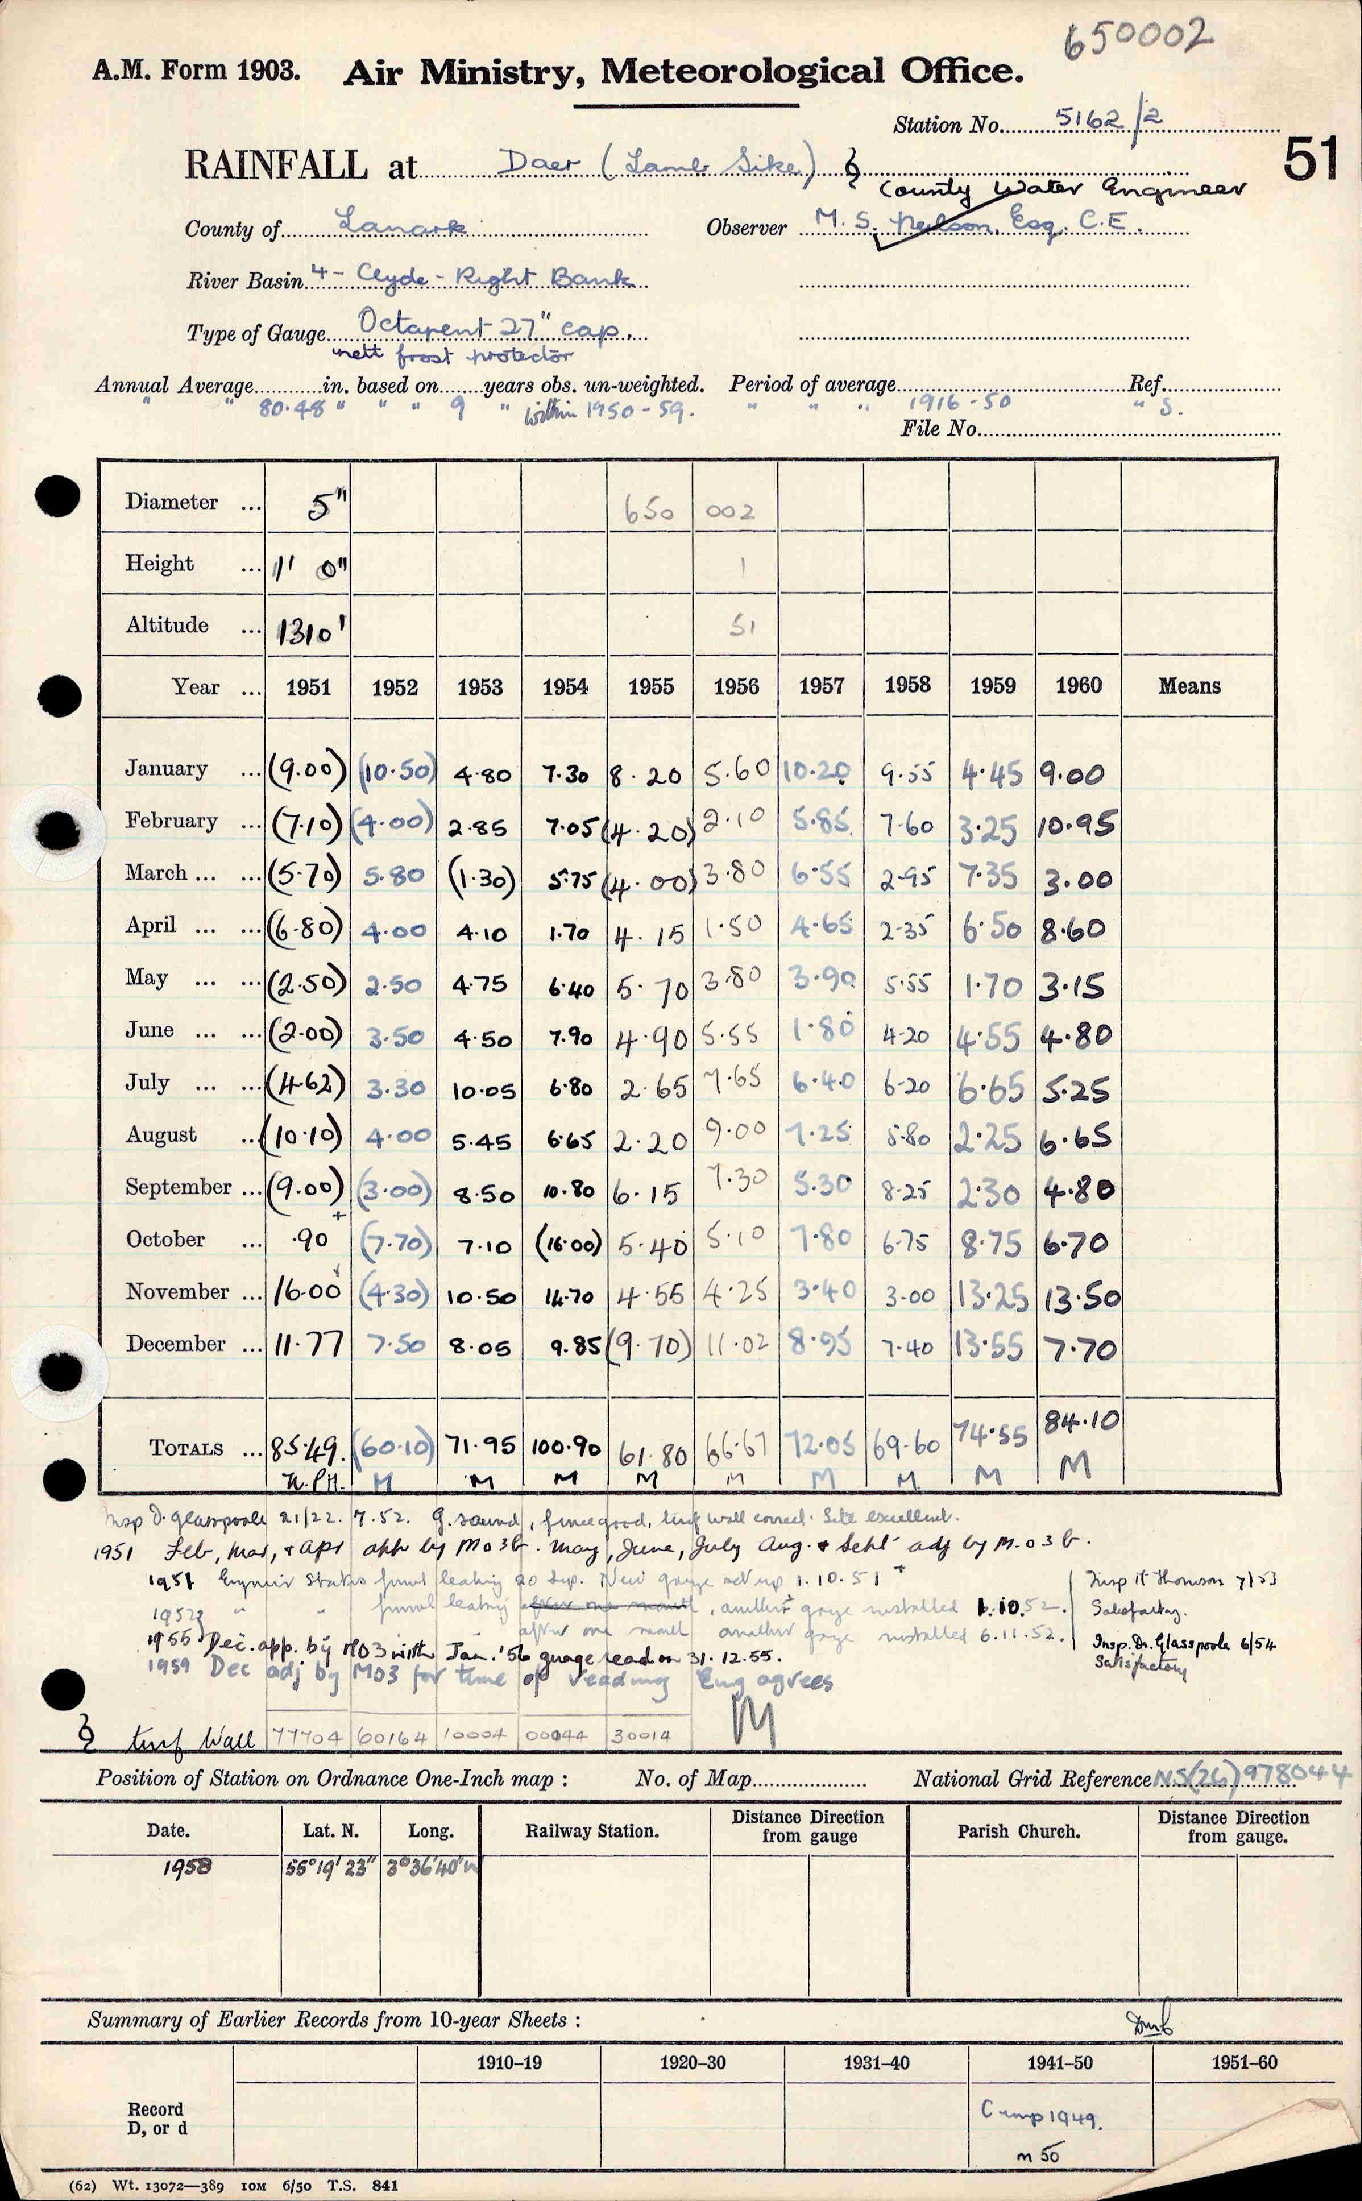 650002
A.M. Form 1903. Air Ministry, Meteorological Office.
Station No. 5162/2
51
RAINFALL at Daer (Lamb Sike)
County Water Engineer
County of Lanark Observer M. S. Neilson, Esq. C.E.
River Basin 4 - Clyde - Right Bank
Type of Gauge Octapent 27" cap.
nett frost protector
Annual Average in. based on years obs. un-weighted. Period of average Ref.
" " 80.48 " " " 9 " within 1950-59. " " " 1916-50 " S.
File No.
Diameter ... 5" 650 002
Height ... 1' 0" 1
Altitude ... 1310' 51
Year ... 1951 1952 1953 1954 1955 1956 1957 1958 1959 1960 Means
January ... (9.00) (10.50) 4.80 7.30 8.20 5.60 10.20 9.55 4.45 9.00
February ... (7.10) (4.00) 2.85 7.05 (4.20) 2.10 5.85 7.60 3.25 10.95
March ... ... (5.70) 5.80 (1.30) 5.75 (4.00) 3.80 6.55 2.95 7.35 3.00
April ... ... (6.80) 4.00 4.10 1.70 4.15 1.50 4.65 2.35 6.50 8.60
May ... ... (2.50) 2.50 4.75 6.40 5.70 3.80 3.90 5.55 1.70 3.15
June ... ... (2.00) 3.50 4.50 7.90 4.90 5.55 1.80 4.20 4.55 4.80
July ... ... (4.62) 3.30 10.05 6.80 2.65 7.65 6.40 6.20 6.65 5.25
August ... (10.10) 4.00 5.45 6.65 2.20 9.00 7.25 5.80 2.25 6.65
September ... (9.00) (3.00) 8.50 10.80 6.15 7.30 5.30 8.25 2.30 4.80
October ... .90+ (7.70) 7.10 (16.00) 5.40 5.10 7.80 6.75 8.75 6.70
November ... 16.00 (4.30) 10.50 14.70 4.55 4.25 3.40 3.00 13.25 13.50
December ... 11.77 7.50 8.05 9.85 (9.70) 11.02 8.95 7.40 13.55 7.70
TOTALS ... 85.49. (60.10) 71.95 100.90 61.80 66.67 72.05 69.60 74.55 84.10
M M M M M M M M M
Insp D. Glasspoole 21/22. 7.52. G. sound, fence good, turf wall correct. Site excellent.
1951 Feb, Mar, & Apr app by M03b. May, June, July Aug. & Sept adj by M.03b.
1951 Engineer States funnel leaking 20 Sep. New gauge set up 1.10.51+
Insp R Thomson 7/53
1952 " " funnel leaking after one month, another gauge installed 1.10.52.
Satisfactory.
after one month another gauge installed 6.11.52.
1955 Dec. app. by M03 with Jan. '56 guage read on 31.12.55.
Insp. Dr. Glasspoole 6/54
Satisfactory
1959 Dec adj by M03 for time of reading Eng agrees
M
turf Wall 77704 60164 10004 00044 30014
Position of Station on Ordnance One-Inch map : No. of Map National Grid Reference NS(26)978044
Date. Lat. N. Long. Railway Station. Distance Direction from gauge Parish Church. Distance Direction from gauge.
1958 55°19'23" 3°36'40"W
Summary of Earlier Records from 10-year Sheets :
1910–19 1920–30 1931–40 1941–50 1951–60
Record
D, or d
Comp 1949.
m 50
(62) Wt. 13072—389 10M 6/50 T.S. 841